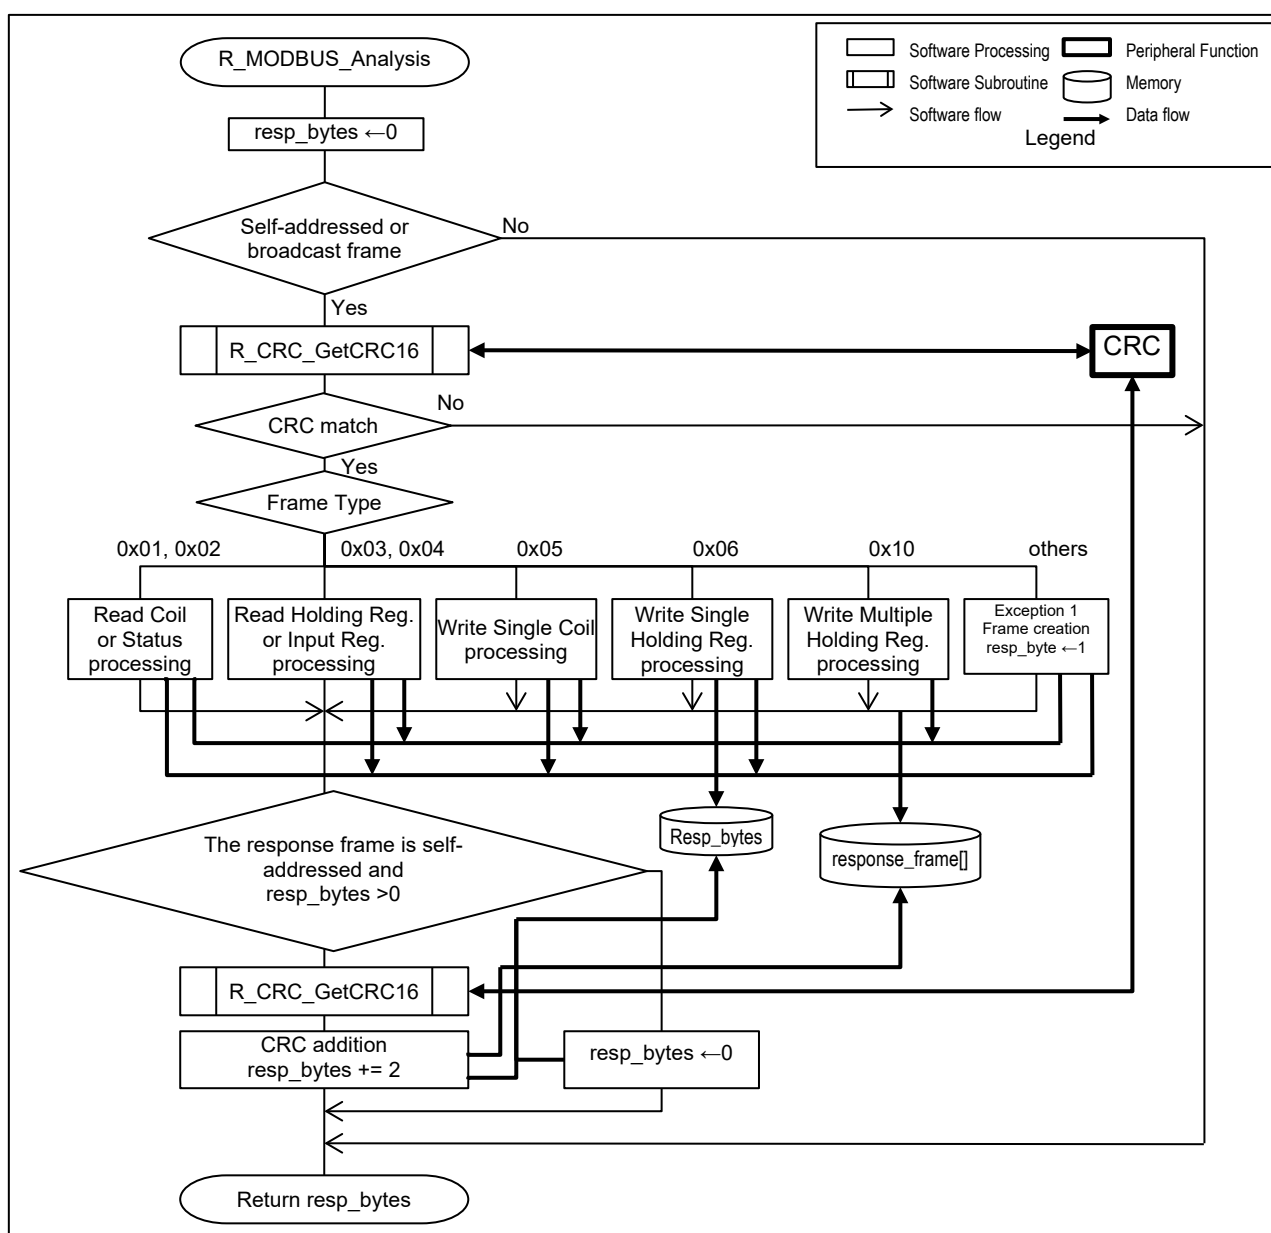 R_MODBUS_Analysis
Software Processing
Peripheral Function
Software Subroutine
Memory
Software flow
Data flow
Legend
resp_bytes ←0
Self-addressed or
broadcast frame
No
Yes
R_CRC_GetCRC16
CRC
CRC match
No
Yes
Frame Type
0x01, 0x02
0x03, 0x04
0x05
0x06
0x10
others
Read Coil
or Status
processing
Read Holding Reg.
or Input Reg.
processing
Write Single Coil
processing
Write Single
Holding Reg.
processing
Write Multiple
Holding Reg.
processing
Exception 1
Frame creation
resp_byte ←1
The response frame is self-
addressed and
resp_bytes >0
Resp_bytes
response_frame[]
R_CRC_GetCRC16
CRC addition
resp_bytes += 2
resp_bytes ←0
Return resp_bytes